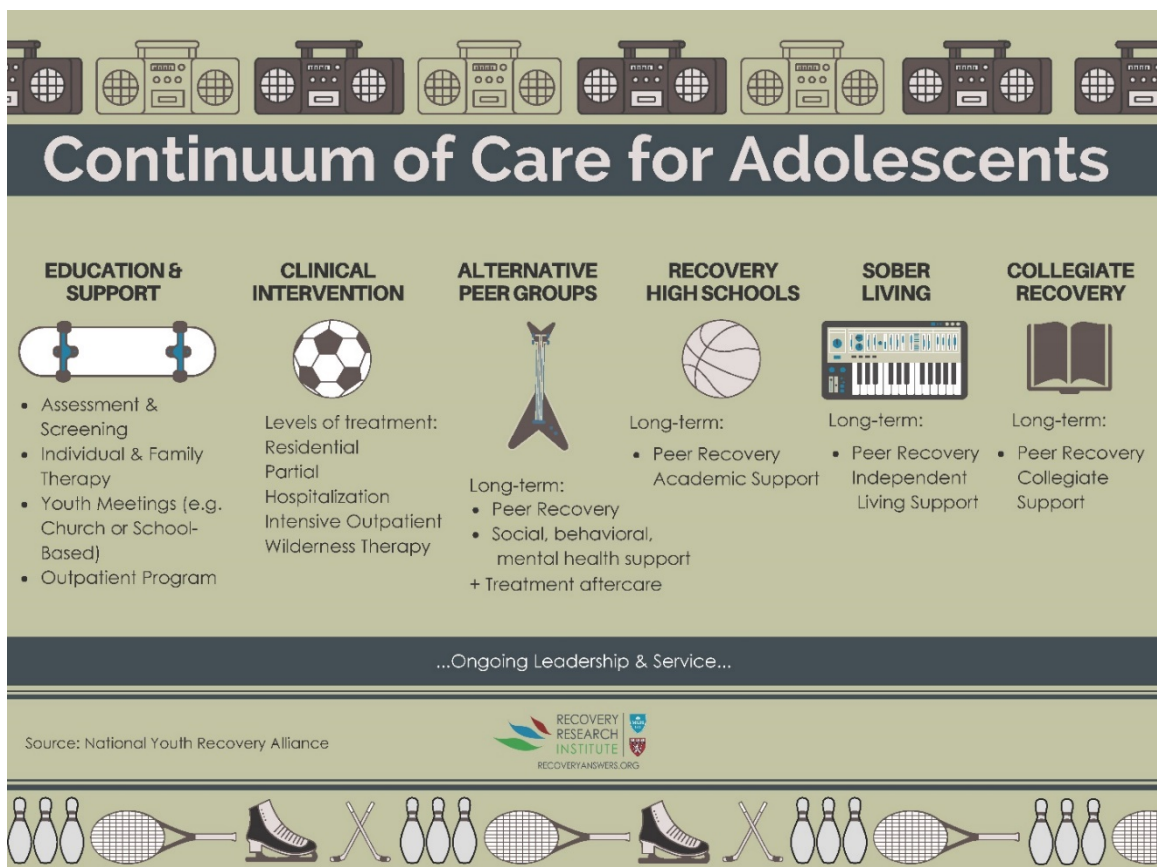 Continuum of Care for Adolescents
EDUCATION &
SUPPORT
• Assessment &
Screening
• Individual & Family
Therapy
• Youth Meetings (e.g.
Church or School-
Based)
• Outpatient Program
CLINICAL
INTERVENTION
Levels of treatment:
Residential
Partial
Hospitalization
Intensive Outpatient
Wilderness Therapy
ALTERNATIVE
PEER GROUPS
Long-term:
• Peer Recovery
• Social, behavioral,
mental health support
+ Treatment aftercare
RECOVERY
HIGH SCHOOLS
Long-term:
• Peer Recovery
Academic Support
SOBER
LIVING
Long-term:
• Peer Recovery
Independent
Living Support
COLLEGIATE
RECOVERY
Long-term:
• Peer Recovery
Collegiate
Support
...Ongoing Leadership & Service...
Source: National Youth Recovery Alliance
RECOVERY
RESEARCH
INSTITUTE
RECOVERYANSWERS.ORG